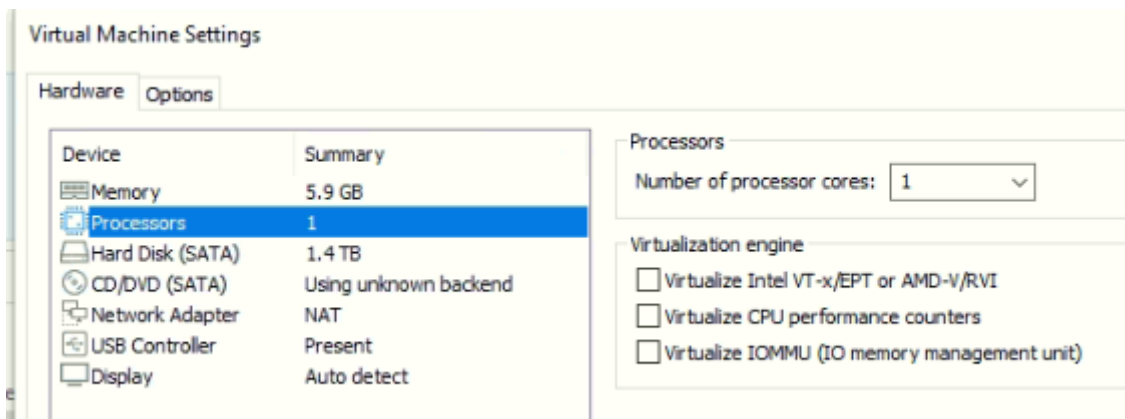 Virtual Machine Settings
Hardware Options
Device Summary
Memory 5.9 GB
Processors 1
Hard Disk (SATA) 1.4 TB
CD/DVD (SATA) Using unknown backend
Network Adapter NAT
USB Controller Present
Display Auto detect
Processors
Number of processor cores: 1
Virtualization engine
Virtualize Intel VT-x/EPT or AMD-V/RVI
Virtualize CPU performance counters
Virtualize IOMMU (IO memory management unit)